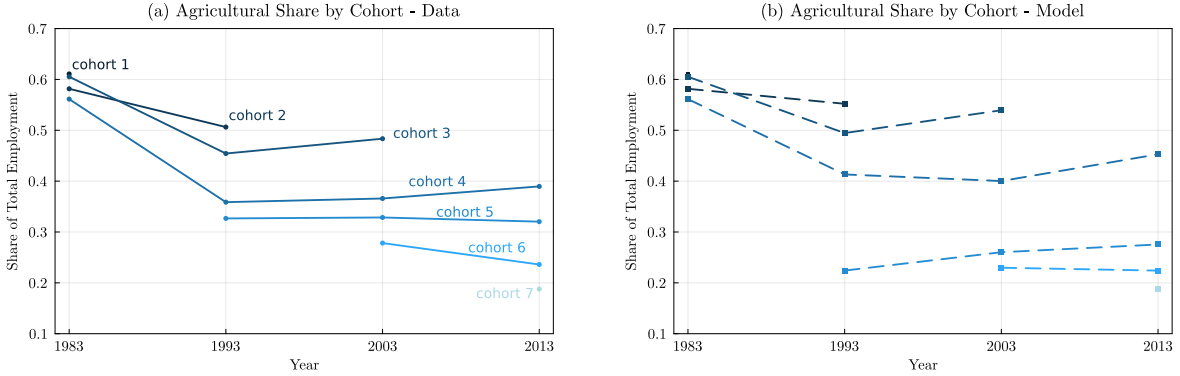 (a) Agricultural Share by Cohort - Data
0.7
0.6
0.5
0.4
0.3
0.2
0.1
Share of Total Employment
cohort 1
cohort 2
cohort 3
cohort 4
cohort 5
cohort 6
cohort 7
1983
1993
2003
2013
Year
(b) Agricultural Share by Cohort - Model
0.7
0.6
0.5
0.4
0.3
0.2
0.1
Share of Total Employment
1983
1993
2003
2013
Year